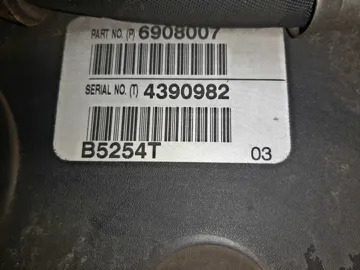 PART NO. (P) 6908007
SERIAL NO. (T) 4390982
B5254T 03